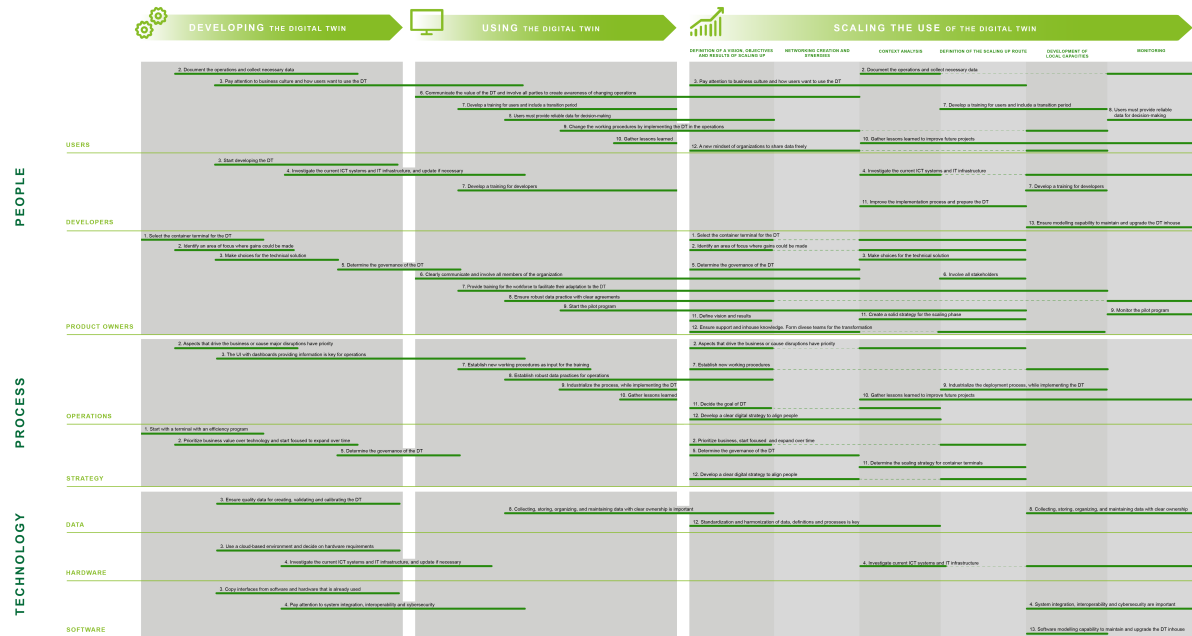 DEVELOPING THE DIGITAL TWIN
USING THE DIGITAL TWIN
SCALING THE USE OF THE DIGITAL TWIN
DEFINITION OF A VISION, OBJECTIVES
AND RESULTS OF SCALING UP
NETWORKING CREATION AND
SYNERGIES
CONTEXT ANALYSIS
DEFINITION OF THE SCALING UP ROUTE
DEVELOPMENT OF
LOCAL CAPACITIES
MONITORING
PEOPLE
2. Document the operations and collect necessary data
2. Document the operations and collect necessary data
3. Pay attention to business culture and how users want to use the DT
3. Pay attention to business culture and how users want to use the DT
6. Communicate the value of the DT and involve all parties to create awareness of changing operations
7. Develop a training for users and include a transition period
7. Develop a training for users and include a transition period
8. Users must provide reliable data for decision-making
8. Users must provide reliable
data for decision-making
9. Change the working procedures by implementing the DT in the operations
10. Gather lessons learned
10. Gather lessons learned to improve future projects
USERS
12. A new mindset of organizations to share data freely
3. Start developing the DT
4. Investigate the current ICT systems and IT infrastructure, and update if necessary
4. Investigate the current ICT systems and IT infrastructure
7. Develop a training for developers
7. Develop a training for developers
11. Improve the implementation process and prepare the DT
DEVELOPERS
13. Ensure modelling capability to maintain and upgrade the DT inhouse
1. Select the container terminal for the DT
1. Select the container terminal for the DT
2. Identify an area of focus where gains could be made
2. Identify an area of focus where gains could be made
3. Make choices for the technical solution
3. Make choices for the technical solution
5. Determine the governance of the DT
5. Determine the governance of the DT
6. Clearly communicate and involve all members of the organization
6. Involve all stakeholders
7. Provide training for the workforce to facilitate their adaptation to the DT
8. Ensure robust data practice with clear agreements
9. Start the pilot program
9. Monitor the pilot program
11. Define vision and results
11. Create a solid strategy for the scaling phase
PRODUCT OWNERS
12. Ensure support and inhouse knowledge. Form diverse teams for the transformation
PROCESS
2. Aspects that drive the business or cause major disruptions have priority
2. Aspects that drive the business or cause disruptions have priority
3. The UI with dashboards providing information is key for operations
7. Establish new working procedures as input for the training
7. Establish new working procedures
8. Establish robust data practices for operations
9. Industrialize the process, while implementing the DT
9. Industrialize the deployment process, while implementing the DT
10. Gather lessons learned
10. Gather lessons learned to improve future projects
11. Decide the goal of DT
OPERATIONS
12. Develop a clear digital strategy to align people
1. Start with a terminal with an efficiency program
2. Prioritize business value over technology and start focused to expand over time
2. Prioritize business, start focused and expand over time
5. Determine the governance of the DT
5. Determine the governance of the DT
11. Determine the scaling strategy for container terminals
STRATEGY
12. Develop a clear digital strategy to align people
TECHNOLOGY
3. Ensure quality data for creating, validating and calibrating the DT
8. Collecting, storing, organizing, and maintaining data with clear ownership is important
8. Collecting, storing, organizing, and maintaining data with clear ownership
DATA
12. Standardization and harmonization of data, definitions and processes is key
3. Use a cloud-based environment and decide on hardware requirements
4. Investigate the current ICT systems and IT infrastructure, and update if necessary
4. Investigate current ICT systems and IT infrastructure
HARDWARE
3. Copy interfaces from software and hardware that is already used
4. Pay attention to system integration, interoperability and cybersecurity
4. System integration, interoperability and cybersecurity are important
SOFTWARE
13. Software modelling capability to maintain and upgrade the DT inhouse